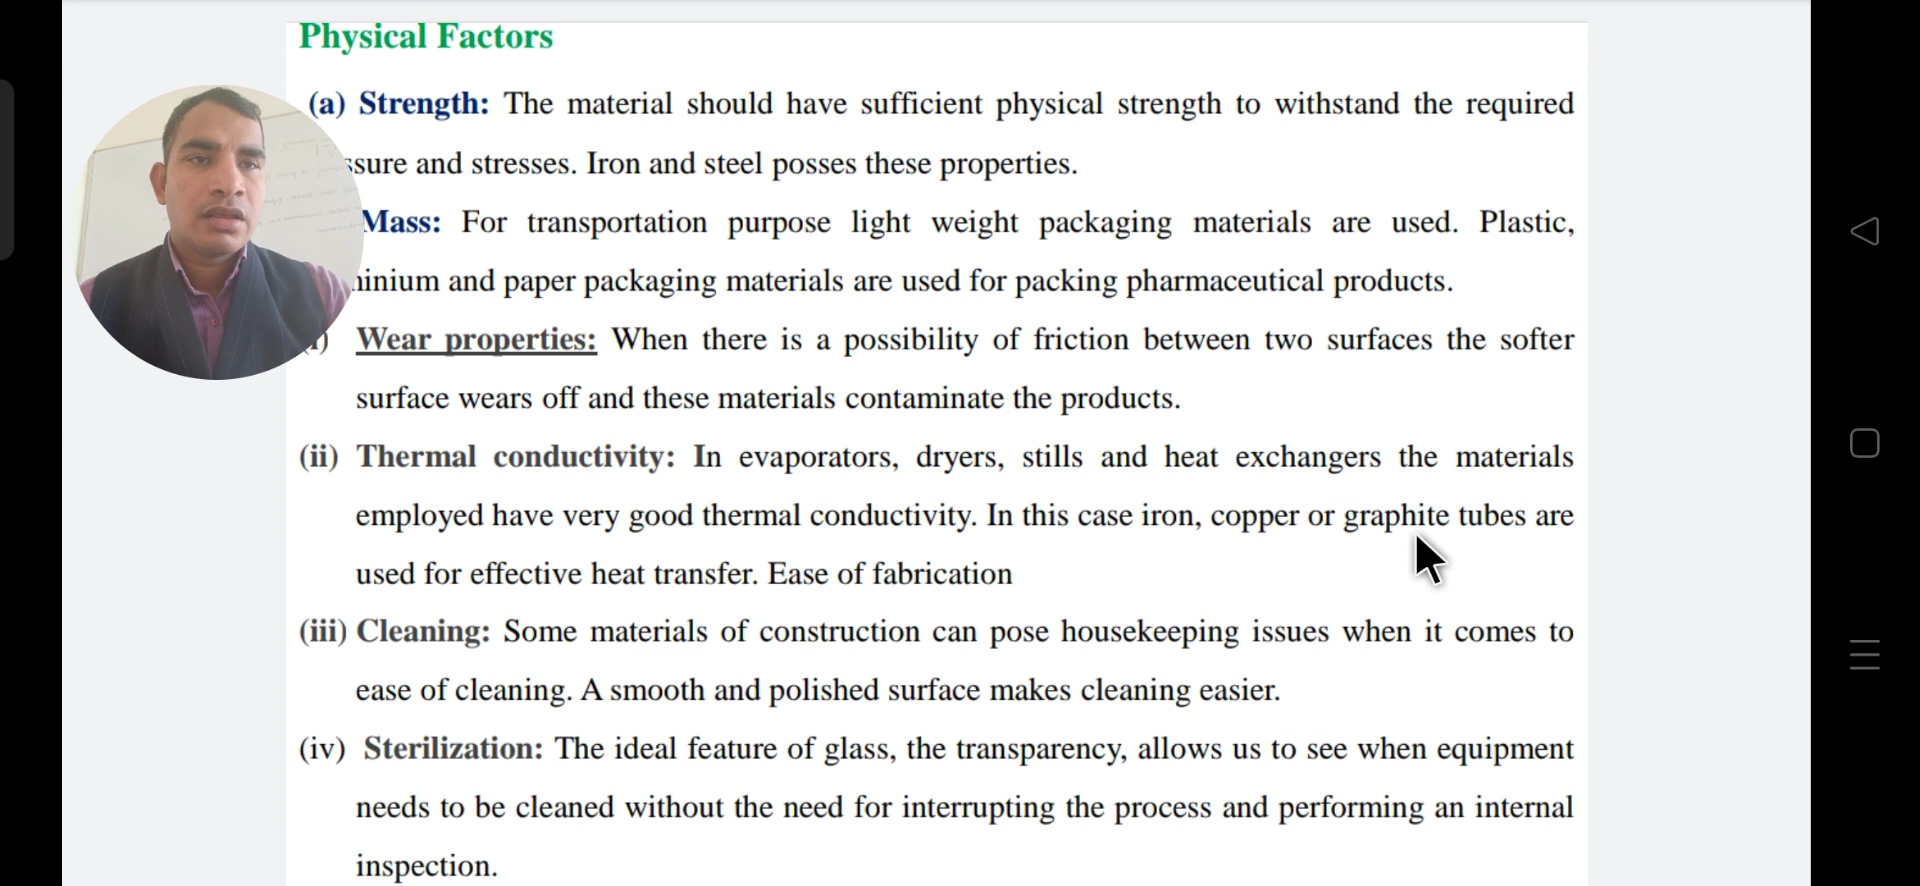 Physical Factors
(a) Strength: The material should have sufficient physical strength to withstand the required
ssure and stresses. Iron and steel posses these properties.
Mass: For transportation purpose light weight packaging materials are used. Plastic,
inium and paper packaging materials are used for packing pharmaceutical products.
Wear properties: When there is a possibility of friction between two surfaces the softer
surface wears off and these materials contaminate the products.
(ii) Thermal conductivity: In evaporators, dryers, stills and heat exchangers the materials
employed have very good thermal conductivity. In this case iron, copper or graphite tubes are
used for effective heat transfer. Ease of fabrication
(iii) Cleaning: Some materials of construction can pose housekeeping issues when it comes to
ease of cleaning. A smooth and polished surface makes cleaning easier.
(iv) Sterilization: The ideal feature of glass, the transparency, allows us to see when equipment
needs to be cleaned without the need for interrupting the process and performing an internal
inspection.